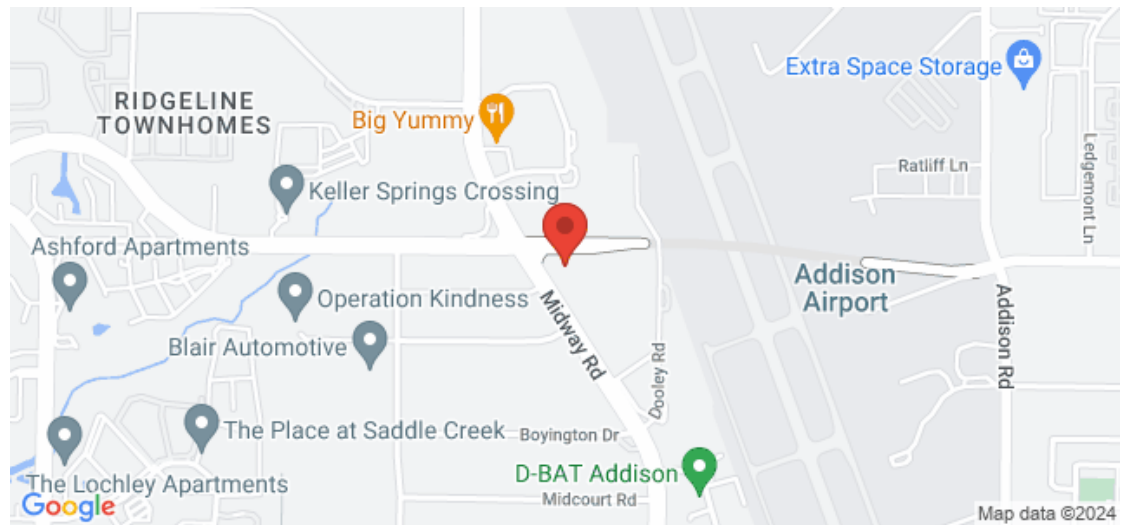 Extra Space Storage
RIDGELINE
TOWNHOMES
Big Yummy
Ratliff Ln
Ledgemont Ln
Keller Springs Crossing
Ashford Apartments
Addison
Airport
Operation Kindness
Midway Rd
Addison Rd
Blair Automotive
Dooley Rd
The Place at Saddle Creek
Boyington Dr
D-BAT Addison
The Lochley Apartments
Midcourt Rd
Google
Map data ©2024